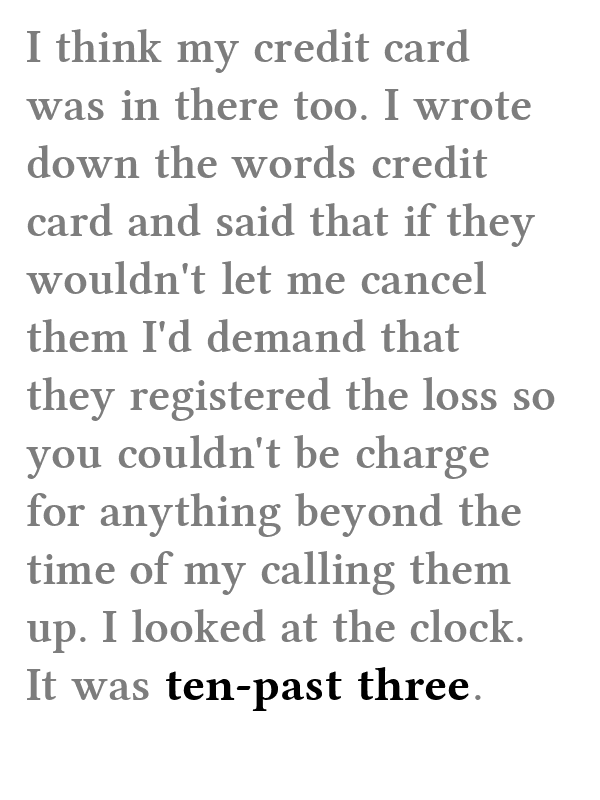 I think my credit card
was in there too. I wrote
down the words credit
card and said that if they
wouldn't let me cancel
them I'd demand that
they registered the loss so
you couldn't be charge
for anything beyond the
time of my calling them
up. I looked at the clock.
It was ten-past three.